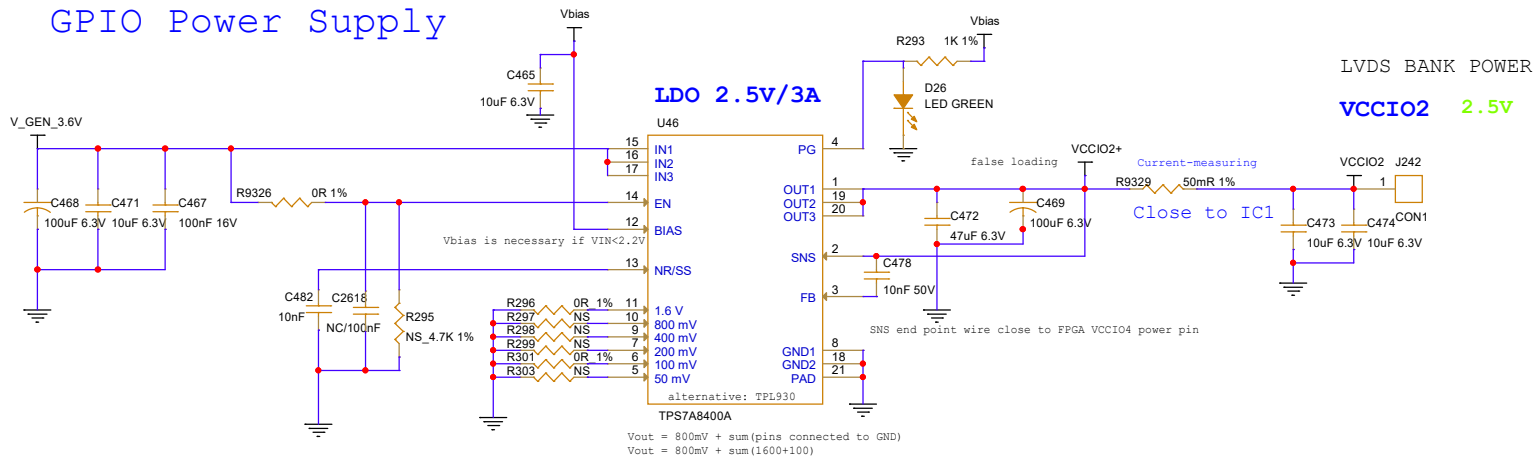 GPIO Power Supply
Vbias
Vbias
R293 1K 1%
C465
10uF 6.3V
LDO 2.5V/3A
D26
LED GREEN
LVDS BANK POWER
VCCIO2 2.5V
V_GEN_3.6V
U46
15 IN1
16 IN2
17 IN3
PG 4
false loading
VCCIO2+
Current-measuring
VCCIO2
J242
R9326 0R 1%
R9329 50mR 1%
1
CON1
C468
100uF 6.3V
C471
10uF 6.3V
C467
100nF 16V
14 EN
12 BIAS
OUT1 1
OUT2 19
OUT3 20
C472
47uF 6.3V
C469
100uF 6.3V
Close to IC1
C473
10uF 6.3V
C474
10uF 6.3V
Vbias is necessary if VIN<2.2V
SNS 2
C478
10nF 50V
13 NR/SS
FB 3
C482
10nF
C2618
NC/100nF
R295
NS_4.7K 1%
R296 0R_1% 11 1.6 V
R297 NS 10 800 mV
R298 NS 9 400 mV
R299 NS 7 200 mV
R301 0R_1% 6 100 mV
R303 NS 5 50 mV
SNS end point wire close to FPGA VCCIO4 power pin
GND1 8
GND2 18
PAD 21
alternative: TPL930
TPS7A8400A
Vout = 800mV + sum(pins connected to GND)
Vout = 800mV + sum(1600+100)